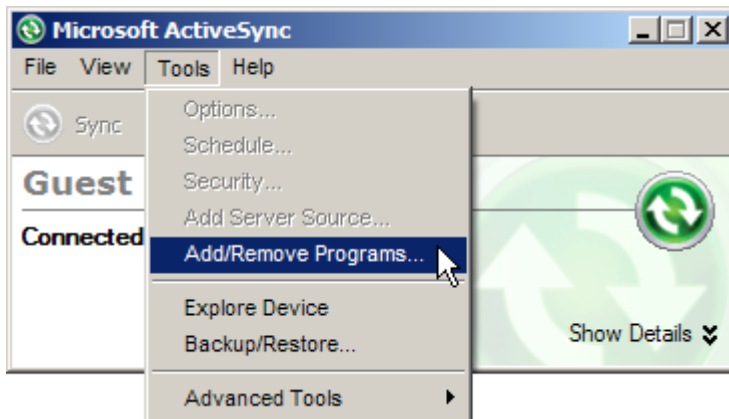 Microsoft ActiveSync
File View Tools Help
Sync
Options...
Schedule...
Security...
Add Server Source...
Add/Remove Programs...
Explore Device
Backup/Restore...
Advanced Tools
Guest
Connected
Show Details